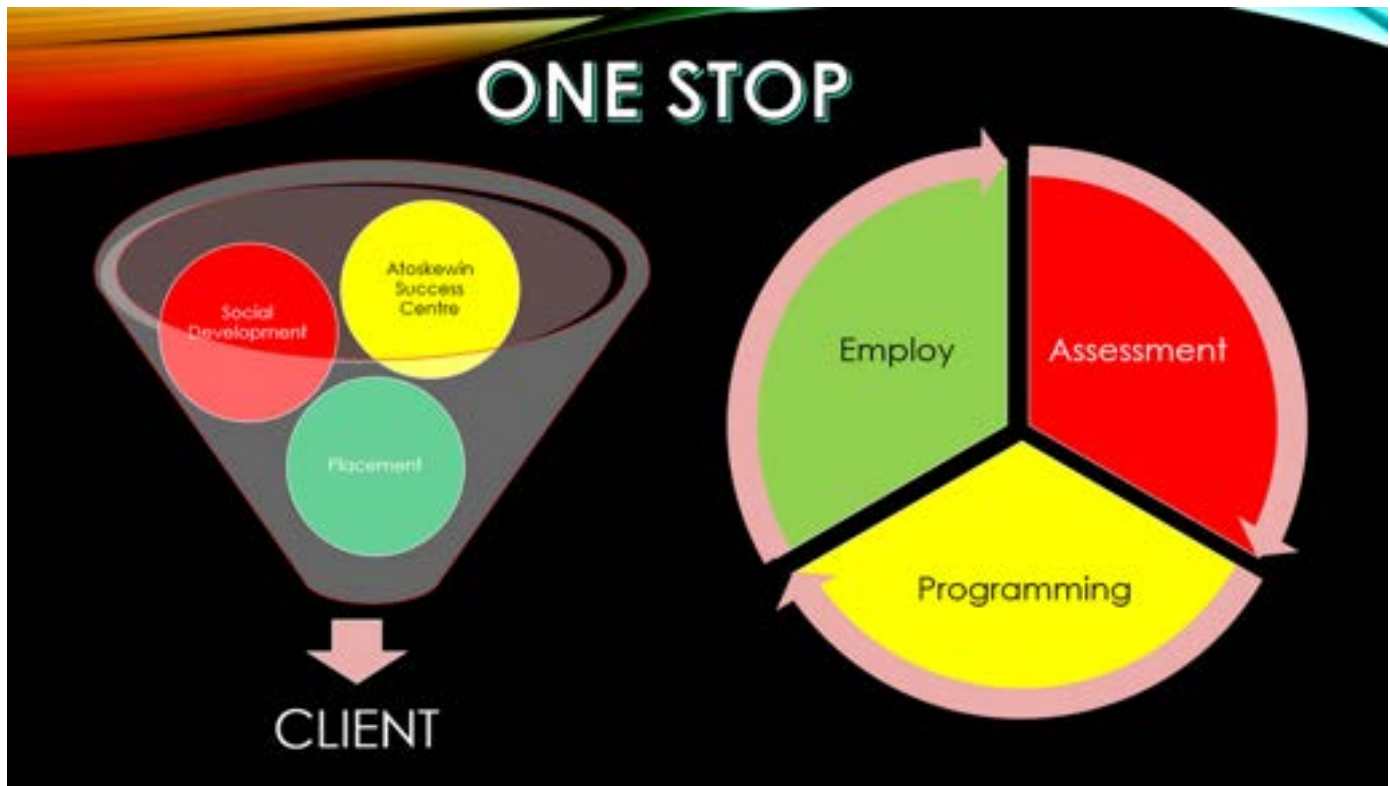 ONE STOP
Atoskewin
Success
Centre
Social
Development
Placement
CLIENT
Employ
Assessment
Programming